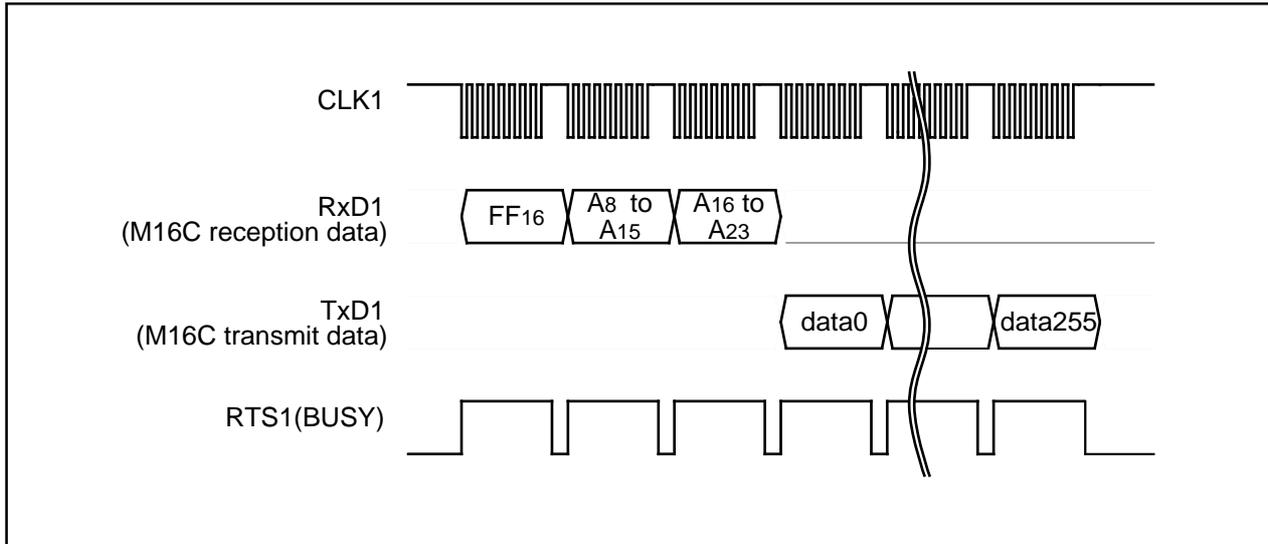 CLK1
RxD1
(M16C reception data)
FF16
A8 to
A15
A16 to
A23
TxD1
(M16C transmit data)
data0
data255
RTS1(BUSY)